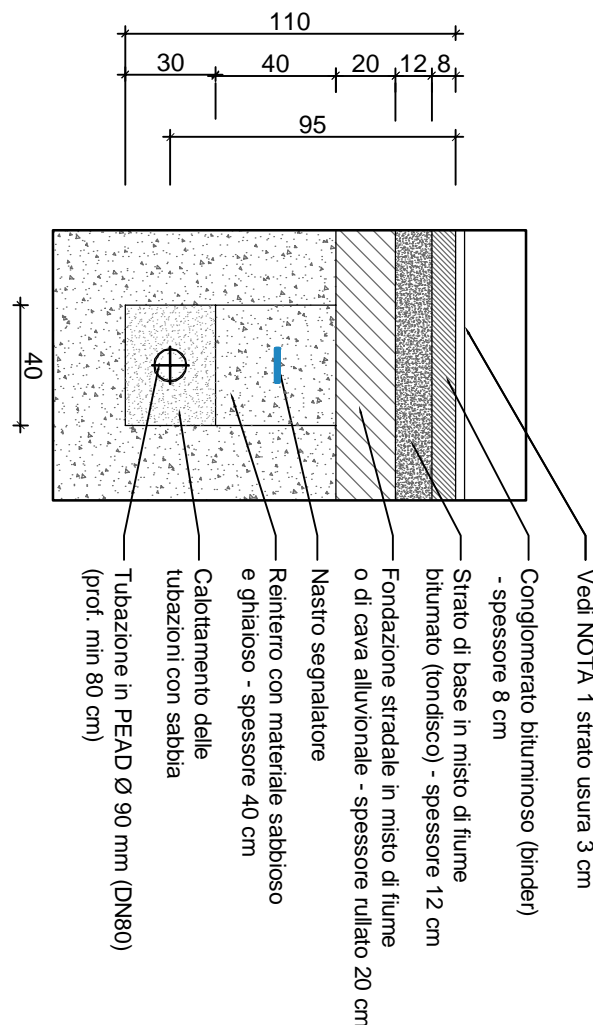 110
30
40
20
12
8
95
40
Vedi NOTA 1 strato usura 3 cm
Conglomerato bituminoso (binder)
- spessore 8 cm
Strato di base in misto di fiume
bitumato (tondisco) - spessore 12 cm
Fondazione stradale in misto di fiume
o di cava alluvionale - spessore rullato 20 cm
Nastro segnalatore
Reinterro con materiale sabbioso
e ghiaioso - spessore 40 cm
Calottamento delle
tubazioni con sabbia
Tubazione in PEAD Ø 90 mm (DN80)
(prof. min 80 cm)